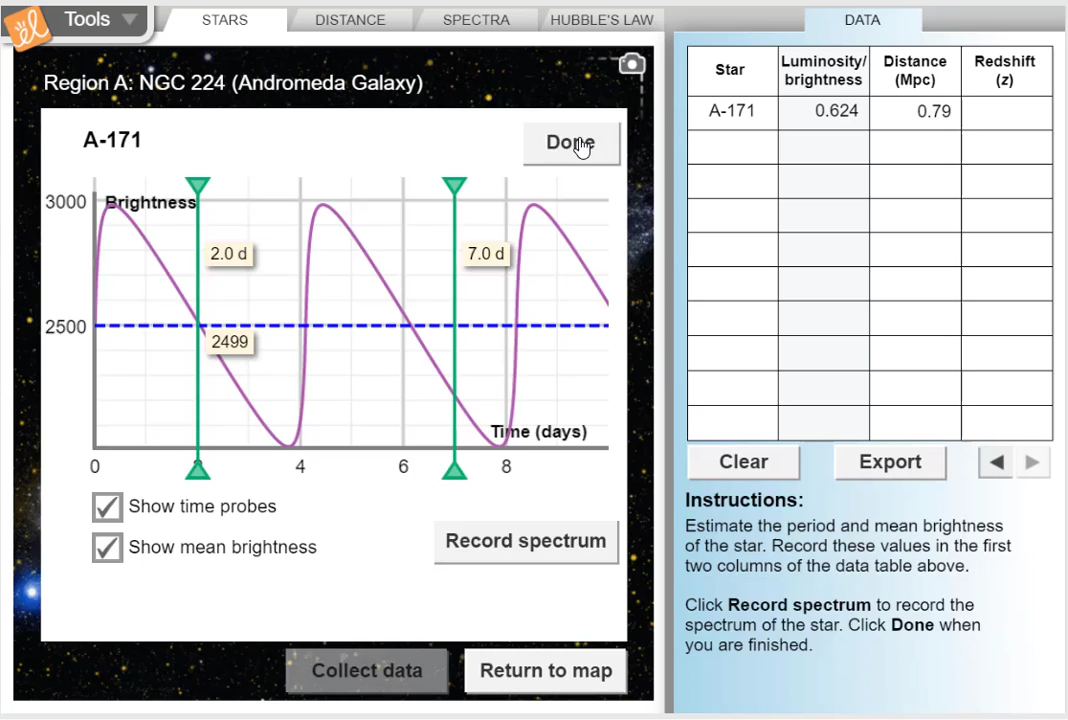 Tools
STARS
DISTANCE
SPECTRA
HUBBLE'S LAW
DATA
Region A: NGC 224 (Andromeda Galaxy)
A-171
Done
Brightness
3000
2500
2.0 d
7.0 d
2499
Time (days)
0 4 6 8
Show time probes
Show mean brightness
Record spectrum
Collect data
Return to map
Star Luminosity/ Distance Redshift
brightness (Mpc) (z)
A-171 0.624 0.79
Clear
Export
Instructions:
Estimate the period and mean brightness
of the star. Record these values in the first
two columns of the data table above.
Click Record spectrum to record the
spectrum of the star. Click Done when
you are finished.